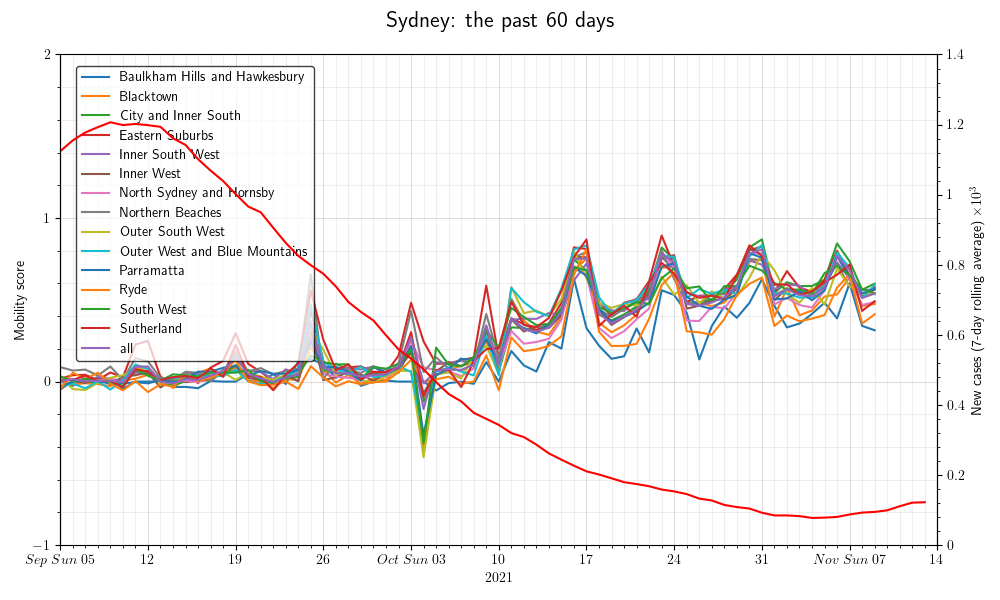 Sydney: the past 60 days
2
1
0
−1
Mobility score
Baulkham Hills and Hawkesbury
Blacktown
City and Inner South
Eastern Suburbs
Inner South West
Inner West
North Sydney and Hornsby
Northern Beaches
Outer South West
Outer West and Blue Mountains
Parramatta
Ryde
South West
Sutherland
all
1.4
1.2
1
0.8
0.6
0.4
0.2
0
New cases (7-day rolling average) ×10³
Sep Sun 05 12 19 26 Oct Sun 03 10 17 24 31 Nov Sun 07 14
2021